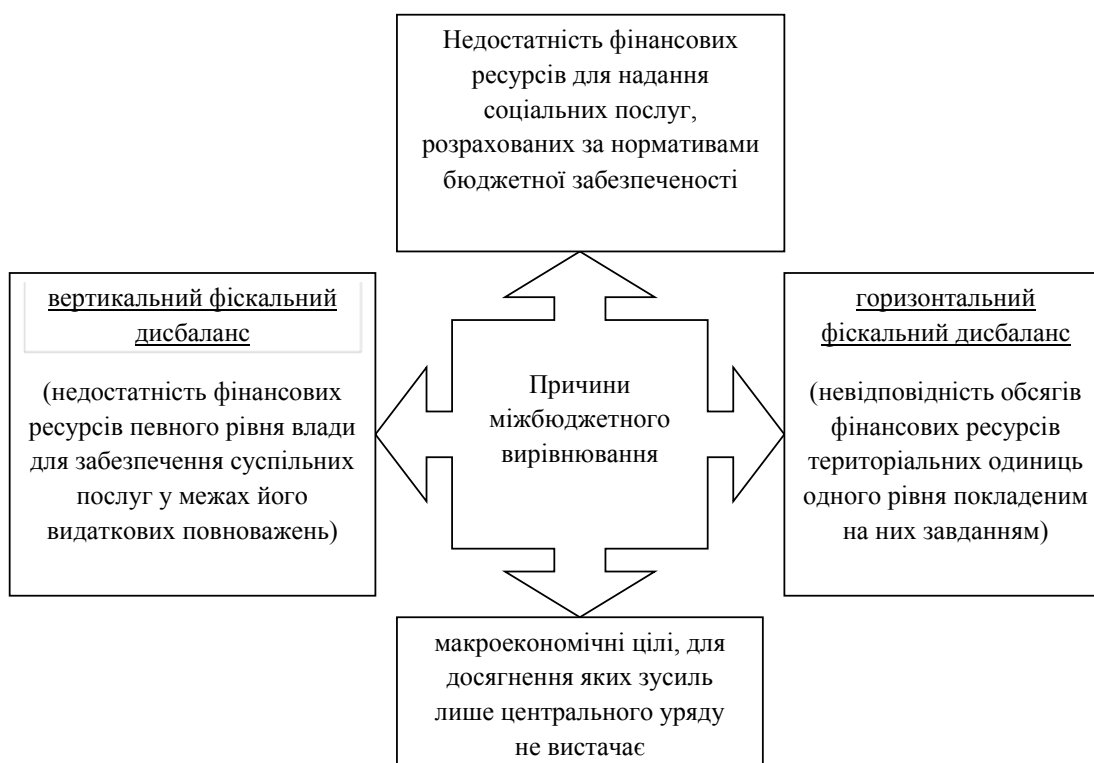 Недостатність фінансових
ресурсів для надання
соціальних послуг,
розрахованих за нормативами
бюджетної забезпеченості
вертикальний фіскальний
дисбаланс
(недостатність фінансових
ресурсів певного рівня влади
для забезпечення суспільних
послуг у межах його
видаткових повноважень)
Причини
міжбюджетного
вирівнювання
горизонтальний
фіскальний дисбаланс
(невідповідність обсягів
фінансових ресурсів
територіальних одиниць
одного рівня покладеним
на них завданням)
макроекономічні цілі, для
досягнення яких зусиль
лише центрального уряду
не вистачає